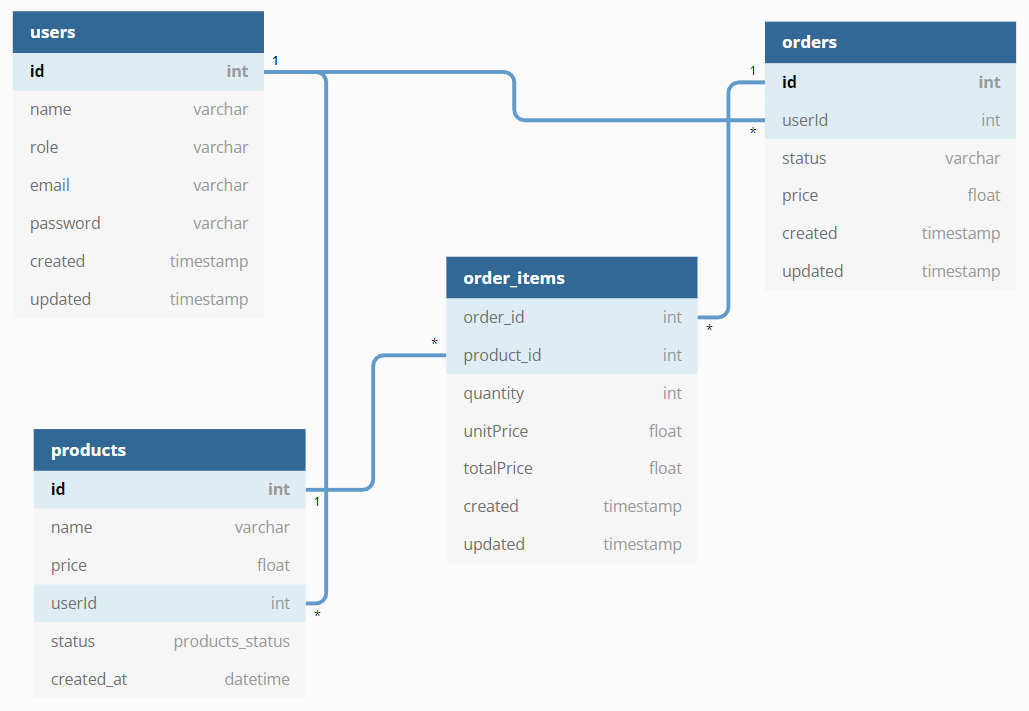 users
id int
name varchar
role varchar
email varchar
password varchar
created timestamp
updated timestamp
1
orders
id int
userId int
status varchar
price float
created timestamp
updated timestamp
1
*
order_items
order_id int
product_id int
quantity int
unitPrice float
totalPrice float
created timestamp
updated timestamp
*
*
products
id int
name varchar
price float
userId int
status products_status
created_at datetime
1
*